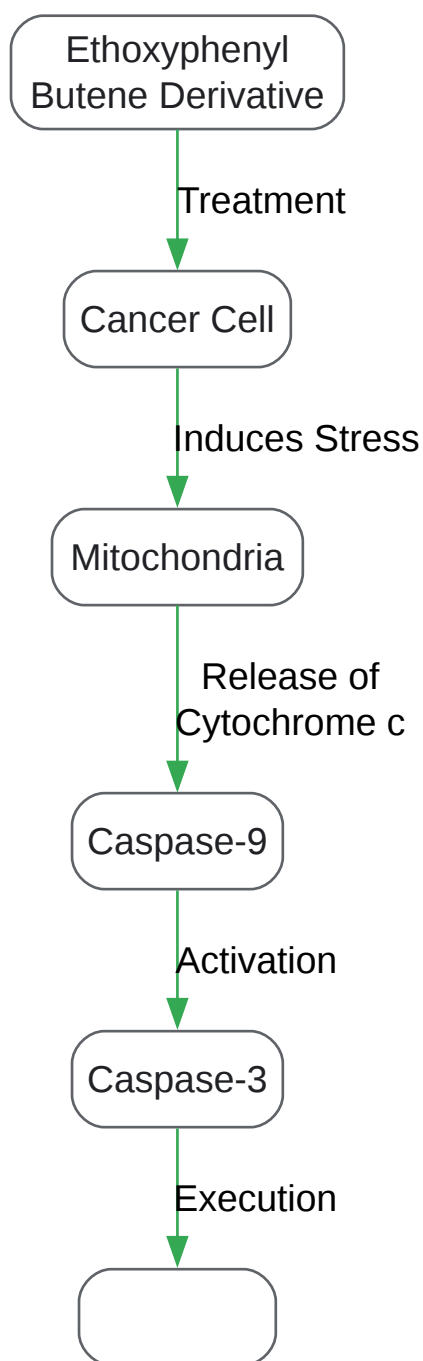 Ethoxyphenyl
Butene Derivative
Treatment
Cancer Cell
Induces Stress
Mitochondria
Release of
Cytochrome c
Caspase-9
Activation
Caspase-3
Execution